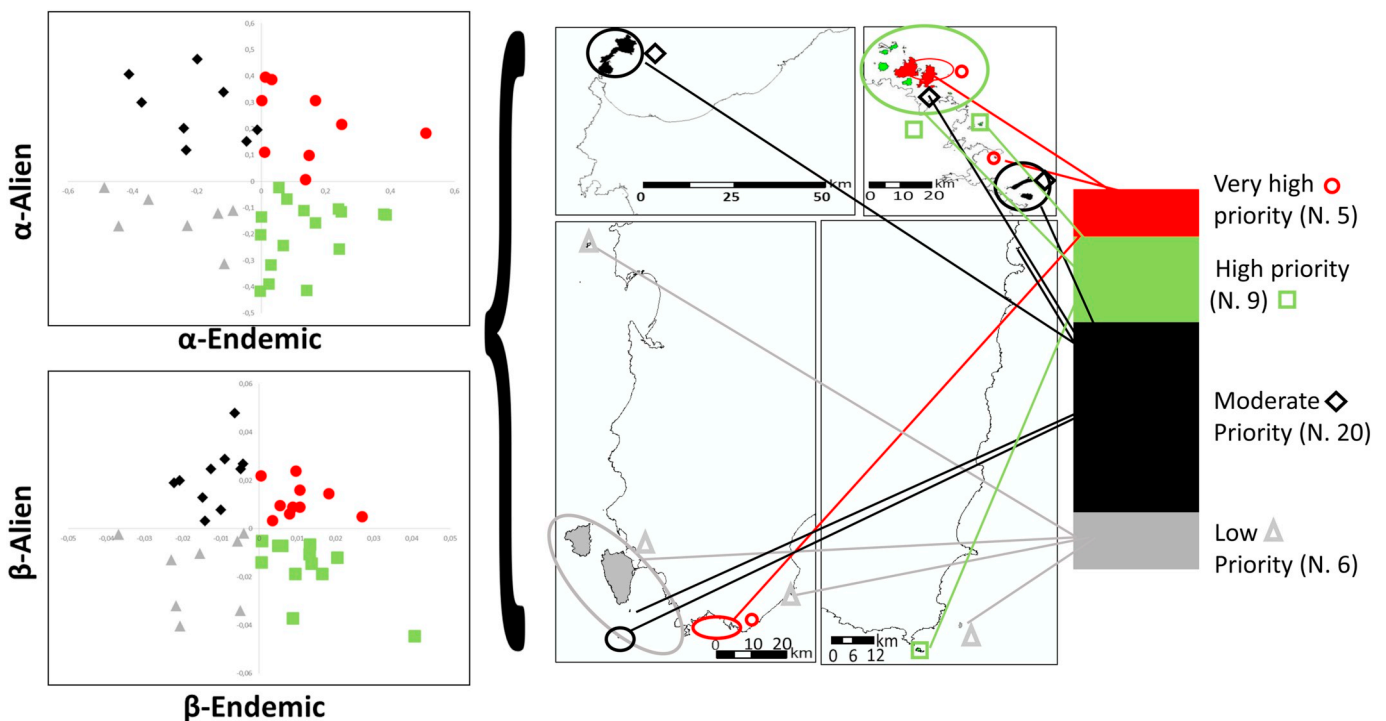 α-Alien
0,6
0,5
0,4
0,3
0,2
0,1
0
-0,6 -0,4 -0,2 0 0,2 0,4 0,6
-0,1
-0,2
-0,3
-0,4
-0,5
α-Endemic
β-Alien
0,06
0,04
0,02
0
-0,05 -0,04 -0,03 -0,02 -0,01 0 0,01 0,02 0,03 0,04 0,05
-0,02
-0,04
-0,06
β-Endemic
km
0 25 50
km
0 10 20
0 10 20
km
km
0 6 12
Very high
priority (N. 5)
High priority
(N. 9)
Moderate
Priority (N. 20)
Low
Priority (N. 6)